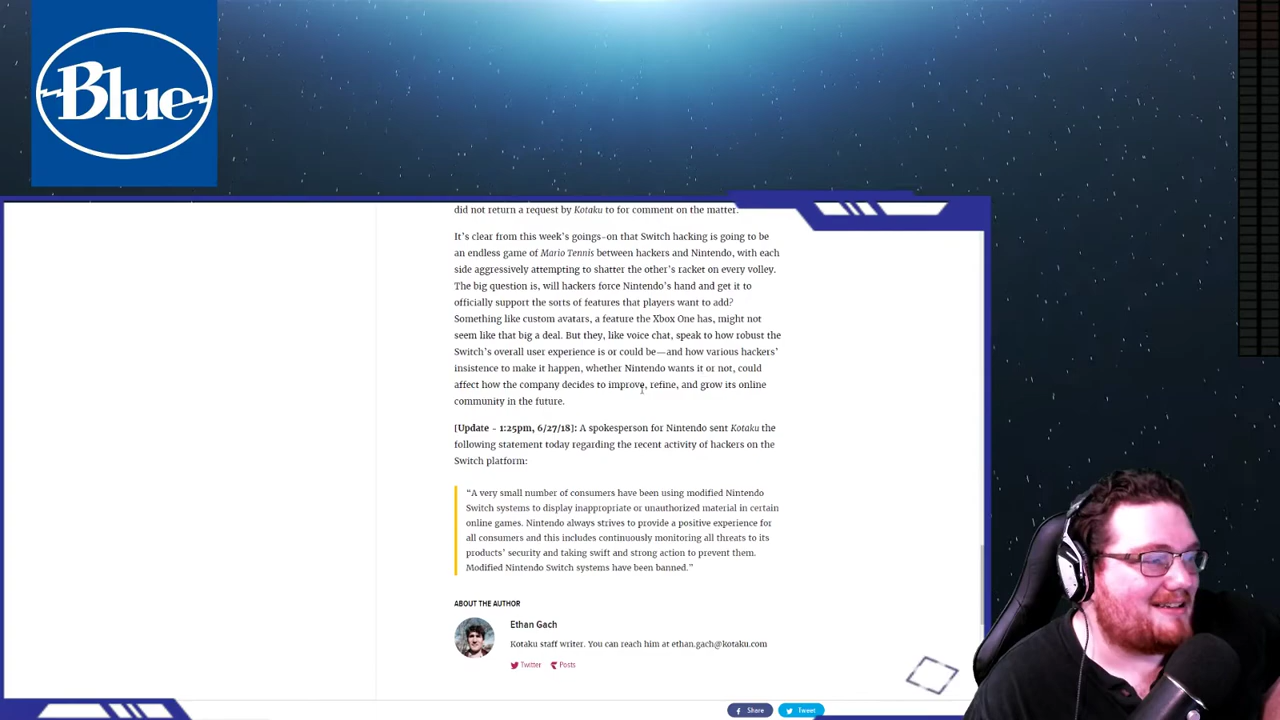 Blue
did not return a request by Kotaku to for comment on the matter.
It's clear from this week's goings-on that Switch hacking is going to be
an endless game of Mario Tennis between hackers and Nintendo, with each
side aggressively attempting to shatter the other's racket on every volley.
The big question is, will hackers force Nintendo's hand and get it to
officially support the sorts of features that players want to add?
Something like custom avatars, a feature the Xbox One has, might not
seem like that big a deal. But they, like voice chat, speak to how robust the
Switch's overall user experience is or could be—and how various hackers'
insistence to make it happen, whether Nintendo wants it or not, could
affect how the company decides to improve, refine, and grow its online
community in the future.
[Update - 1:25pm, 6/27/18]: A spokesperson for Nintendo sent Kotaku the
following statement today regarding the recent activity of hackers on the
Switch platform:
“A very small number of consumers have been using modified Nintendo
Switch systems to display inappropriate or unauthorized material in certain
online games. Nintendo always strives to provide a positive experience for
all consumers and this includes continuously monitoring all threats to its
products' security and taking swift and strong action to prevent them.
Modified Nintendo Switch systems have been banned.”
ABOUT THE AUTHOR
Ethan Gach
Kotaku staff writer. You can reach him at ethan.gach@kotaku.com
Twitter Posts
Share Tweet